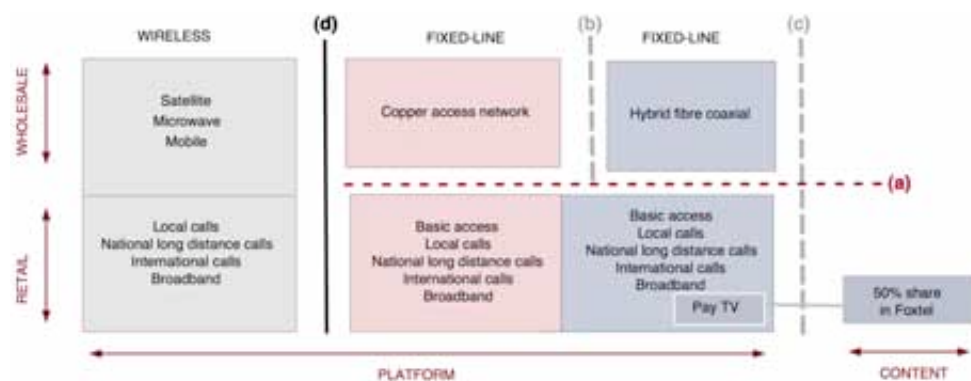 (d)
(b)
(c)
WIRELESS
FIXED-LINE
FIXED-LINE
WHOLESALE
Satellite
Microwave
Mobile
Copper access network
Hybrid fibre coaxial
(a)
RETAIL
Local calls
National long distance calls
International calls
Broadband
Basic access
Local calls
National long distance calls
International calls
Broadband
Basic access
Local calls
National long distance calls
International calls
Broadband
Pay TV
50% share
in Foxtel
PLATFORM
CONTENT